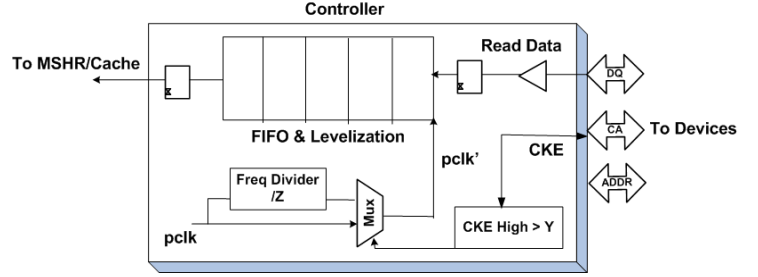 Controller
To MSHR/Cache
Read Data
DQ
FIFO & Levelization
CA
To Devices
CKE
pclk’
ADDR
Freq Divider
/Z
Mux
CKE High > Y
pclk